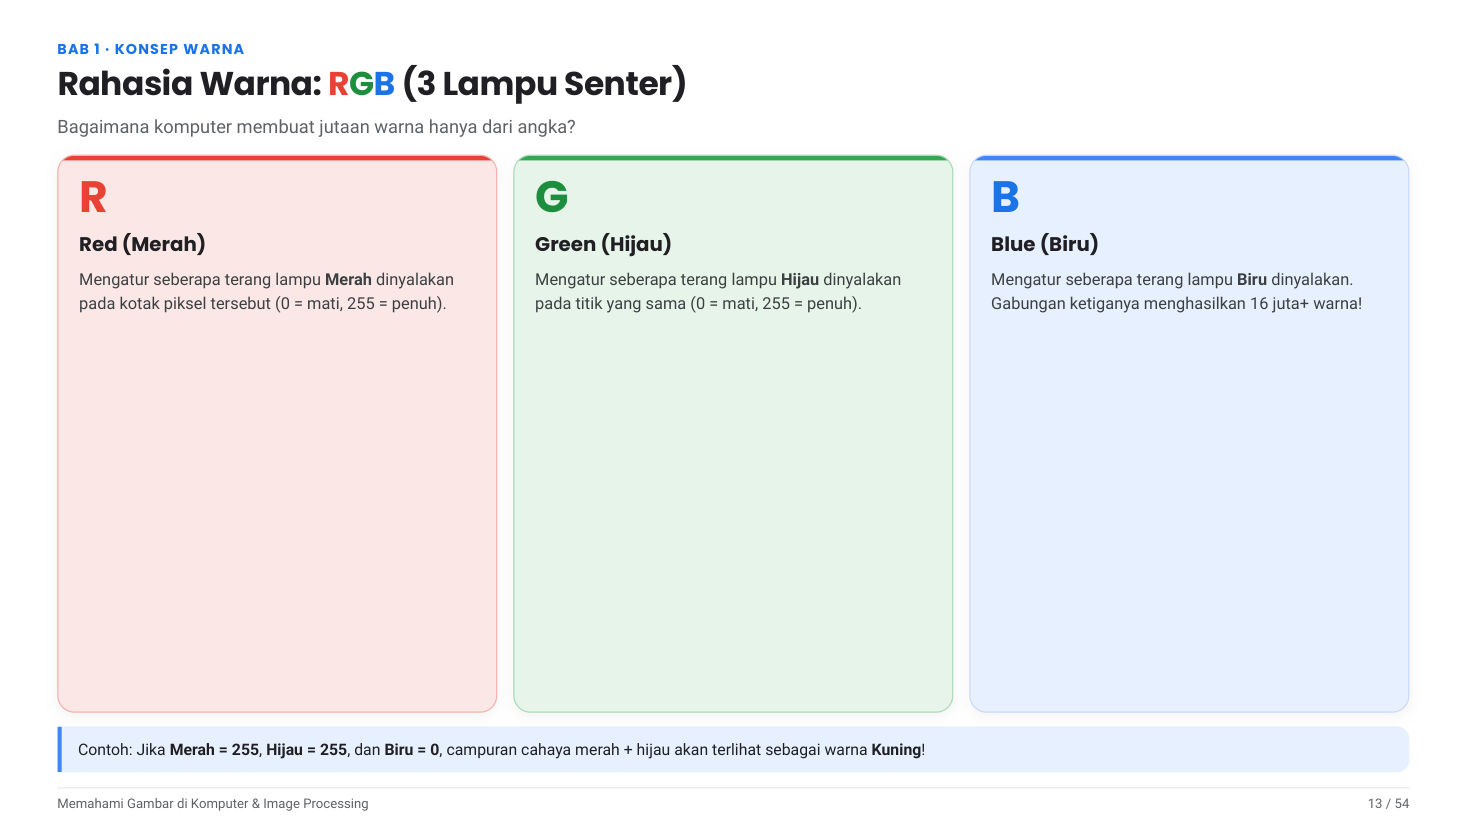 BAB 1 · KONSEP WARNA
Rahasia Warna: RGB (3 Lampu Senter)
Bagaimana komputer membuat jutaan warna hanya dari angka?
R
Red (Merah)
Mengatur seberapa terang lampu Merah dinyalakan
pada kotak piksel tersebut (0 = mati, 255 = penuh).
G
Green (Hijau)
Mengatur seberapa terang lampu Hijau dinyalakan
pada titik yang sama (0 = mati, 255 = penuh).
B
Blue (Biru)
Mengatur seberapa terang lampu Biru dinyalakan.
Gabungan ketiganya menghasilkan 16 juta+ warna!
Contoh: Jika Merah = 255, Hijau = 255, dan Biru = 0, campuran cahaya merah + hijau akan terlihat sebagai warna Kuning!
Memahami Gambar di Komputer & Image Processing
13 / 54